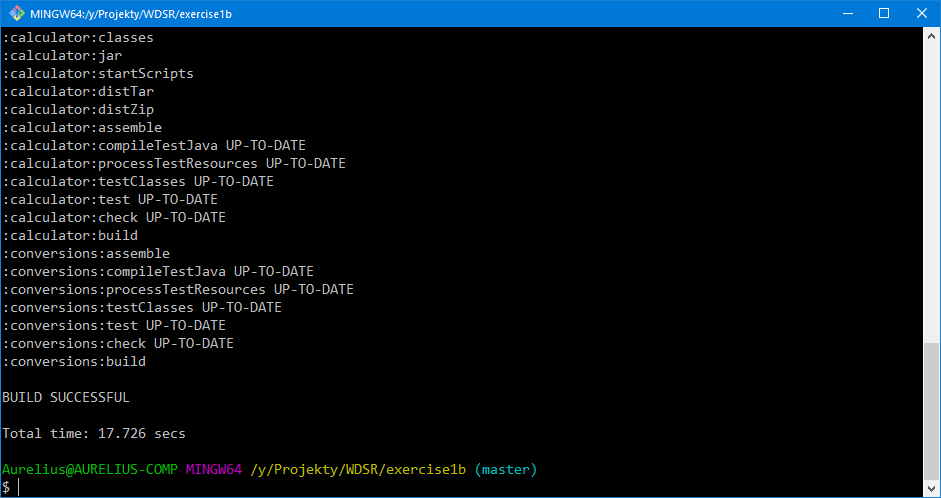 MINGW64:/y/Projekty/WDSR/exercise1b
:calculator:classes
:calculator:jar
:calculator:startScripts
:calculator:distTar
:calculator:distZip
:calculator:assemble
:calculator:compileTestJava UP-TO-DATE
:calculator:processTestResources UP-TO-DATE
:calculator:testClasses UP-TO-DATE
:calculator:test UP-TO-DATE
:calculator:check UP-TO-DATE
:calculator:build
:conversions:assemble
:conversions:compileTestJava UP-TO-DATE
:conversions:processTestResources UP-TO-DATE
:conversions:testClasses UP-TO-DATE
:conversions:test UP-TO-DATE
:conversions:check UP-TO-DATE
:conversions:build
BUILD SUCCESSFUL
Total time: 17.726 secs
Aurelius@AURELIUS-COMP MINGW64 /y/Projekty/WDSR/exercise1b (master)
$